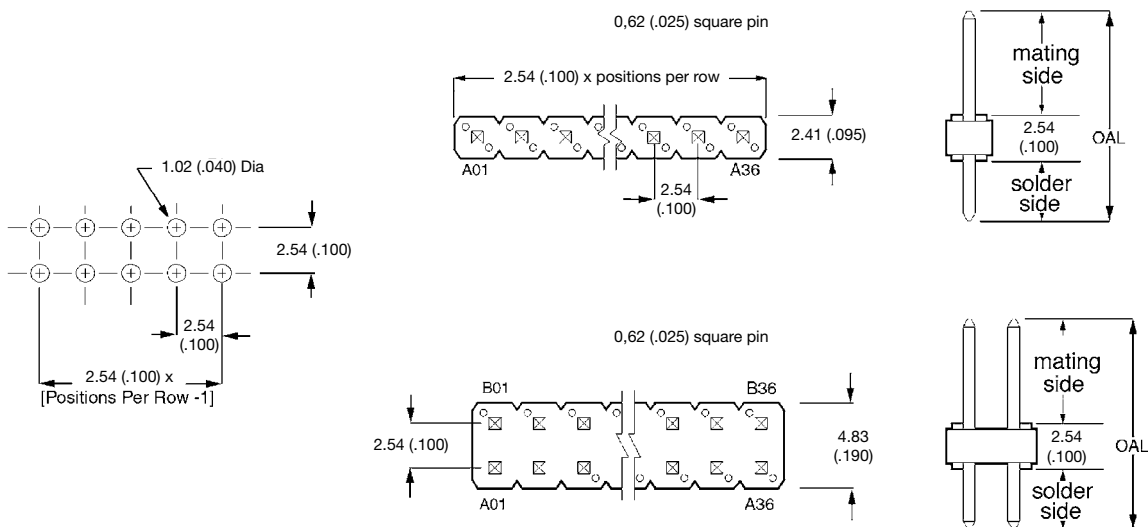 0,62 (.025) square pin
2.54 (.100) x positions per row
2.41 (.095)
A01
A36
2.54
(.100)
mating
side
2.54
(.100)
OAL
solder
side
1.02 (.040) Dia
2.54 (.100)
2.54
(.100)
2.54 (.100) x
[Positions Per Row -1]
0,62 (.025) square pin
B01
B36
2.54 (.100)
4.83
(.190)
A01
A36
mating
side
2.54
(.100)
OAL
solder
side